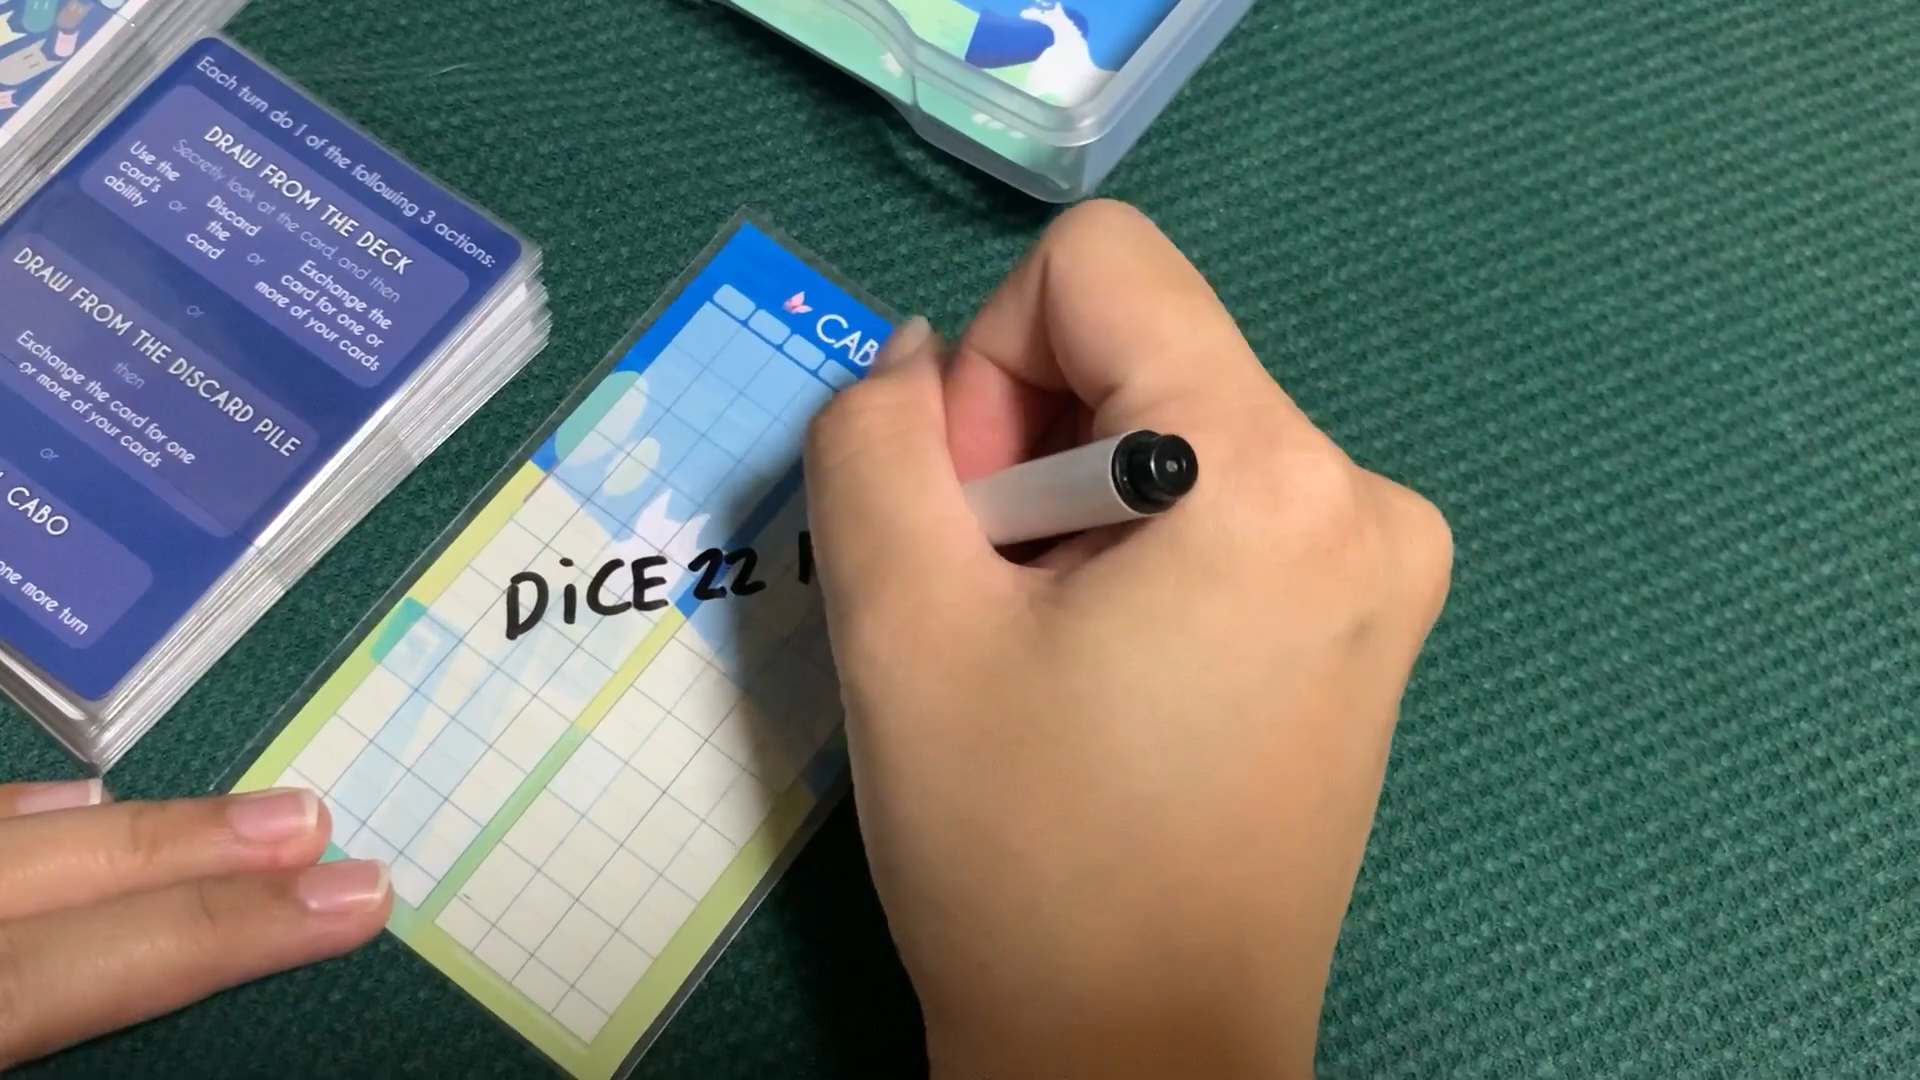 Each turn do 1 of the following 3 actions:
DRAW FROM THE DECK
Secretly look at the card, and then
Use the card's ability
or
Discard the card
or
Exchange the card for one or more of your cards
or
DRAW FROM THE DISCARD PILE
then
Exchange the card for one or more of your cards
or
CABO
one more turn
CAB
DiCE 22